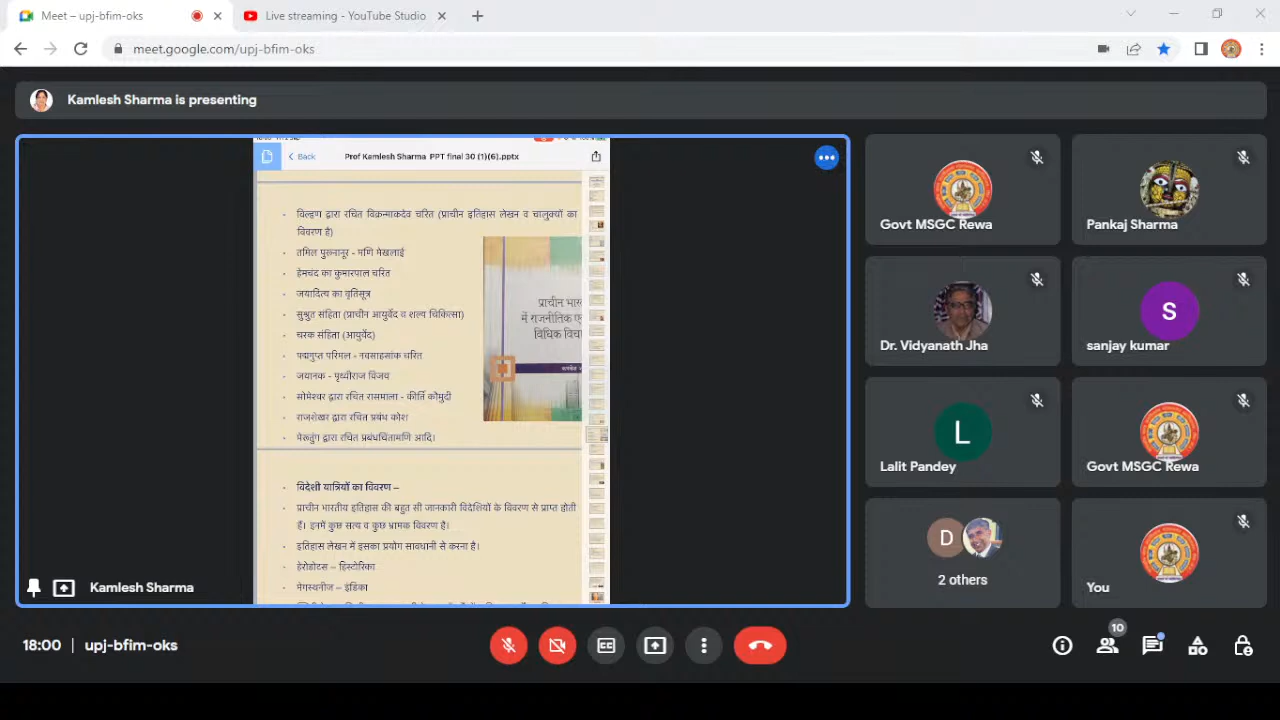 Meet – upj-bfim-oks
Live streaming - YouTube Studio
meet.google.com/upj-bfim-oks
Kamlesh Sharma is presenting
Back
Prof Kamlesh Sharma PPT final 30 (1)(6).pptx
विल्हण कृत रचित विक्रमांकदेव चरित (प्राचीन इतिहास लेखन व चालुक्यों का
विवरण है)
तमिल पुरनानूरू - मणि मेखलाई
हेमचंद का कुमारपाल चरित
जयादित्य का वृतिसूत्र
सुश्रुत संहिता (प्राचीन आयुर्वेद व शल्य चिकित्सा)
चरक संहिता (आयुर्वेद)
पद्मगुप्त नवसाहसांक चरित
जयानक - पृथ्वीराज विजय
सोमेश्वर द्वारा रचित रासमाला - कीर्ति कौमुदी
राजशेखर द्वारा रचित प्रबंध कोश।
मेरुतुंग द्वारा रचित प्रबंधचिंतामणि आदि।
प्राचीन भार
में राजनीतिक ए
विधिक विचा
विदेशी यात्रियों का विवरण –
प्राचीन भारतीय इतिहास की बहुत सी जानकारी विदेशियों के विवरण से प्राप्त होती
है। इनमें कुछ सत्य व कुछ भ्रामक विवरण है।
इतिहास लेखन में इसका प्रयोग सावधानी से करना है।
हेरोडोटस – हिस्टोरिका
मेगस्थनीज – इंडिका
Kamlesh Sharma
Govt MSGC Rewa
Pankaj Sharma
Dr. Vidyanath Jha
S
sanjay kumar
L
Lalit Pandey
Govt MSGC Rewa
D
2 others
You
18:00 | upj-bfim-oks
10